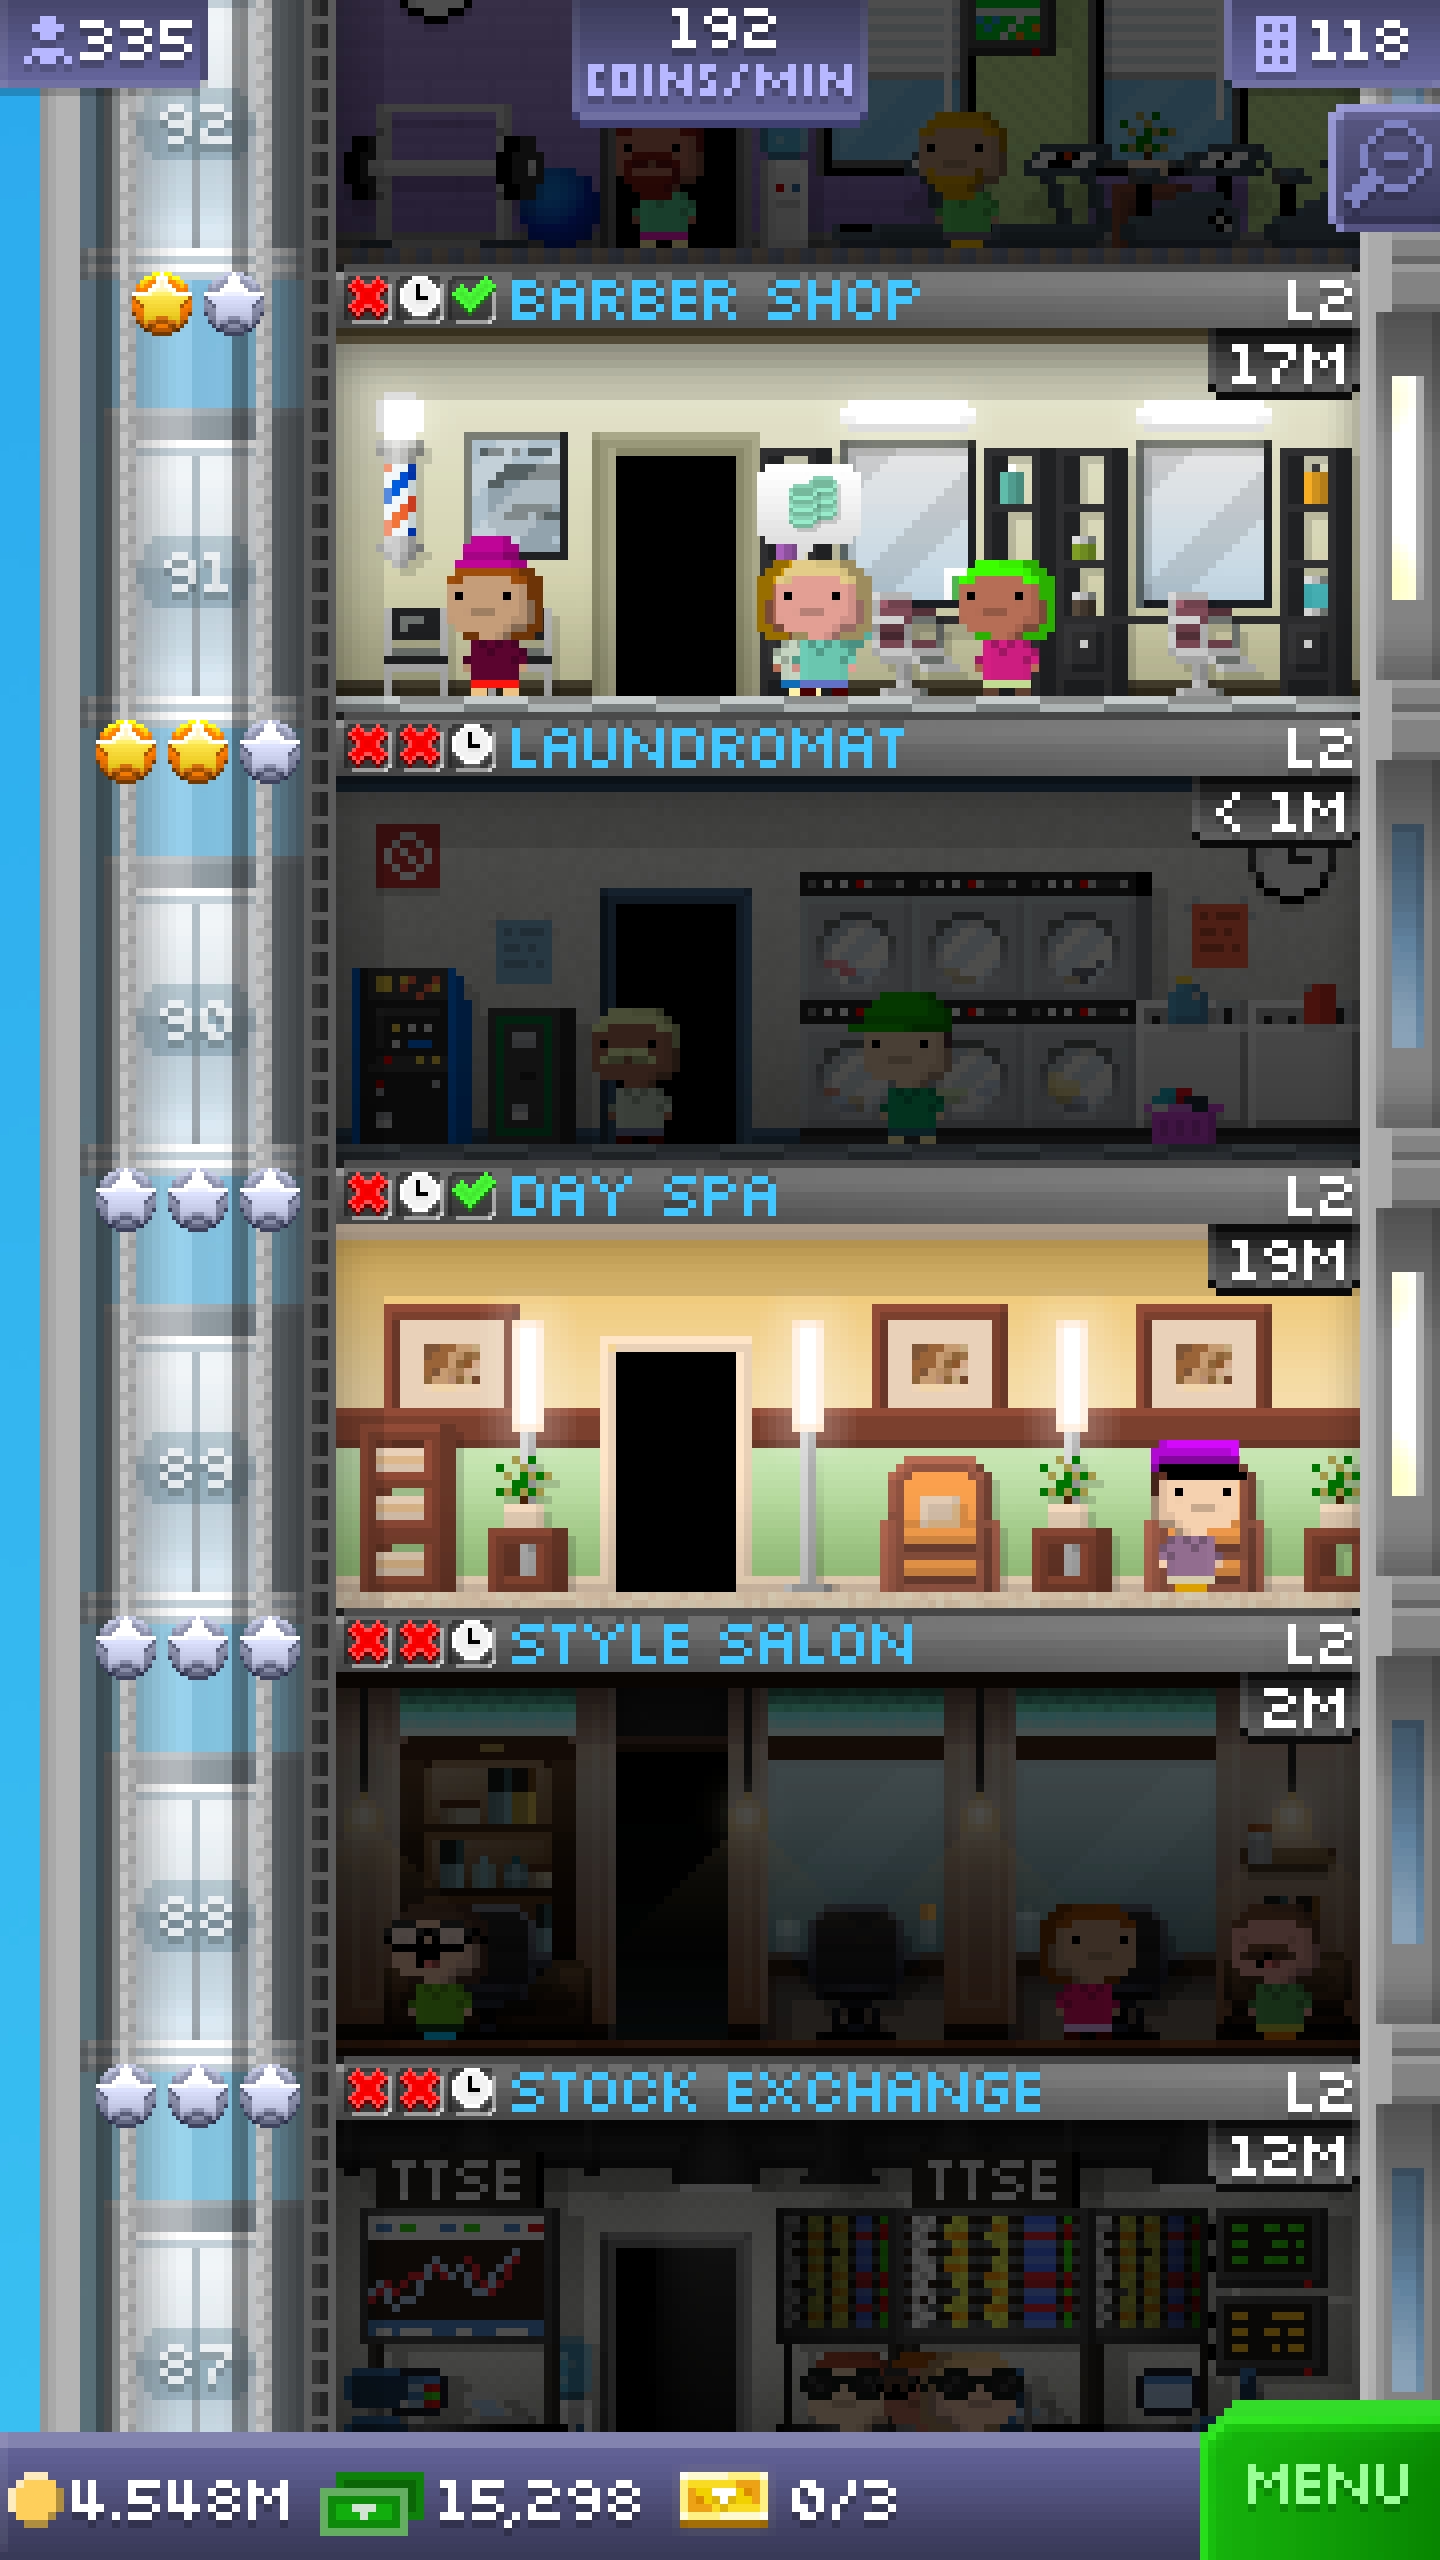 335
192
COINS/MIN
118
92
BARBER SHOP L2
17M
91
LAUNDROMAT L2
< 1M
90
DAY SPA L2
19M
89
STYLE SALON L2
2M
88
STOCK EXCHANGE L2
12M
TTSE TTSE
87
4.548M 15,298 0/3 MENU